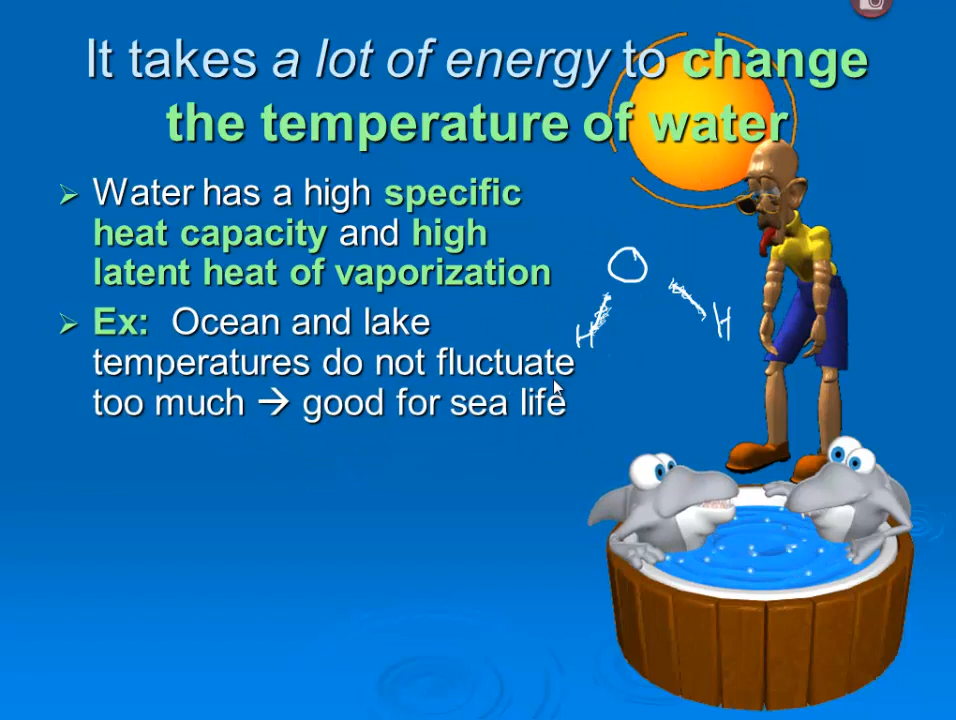 It takes a lot of energy to change
the temperature of water
➢ Water has a high specific
heat capacity and high
latent heat of vaporization
➢ Ex: Ocean and lake
temperatures do not fluctuate
too much → good for sea life
O
H H